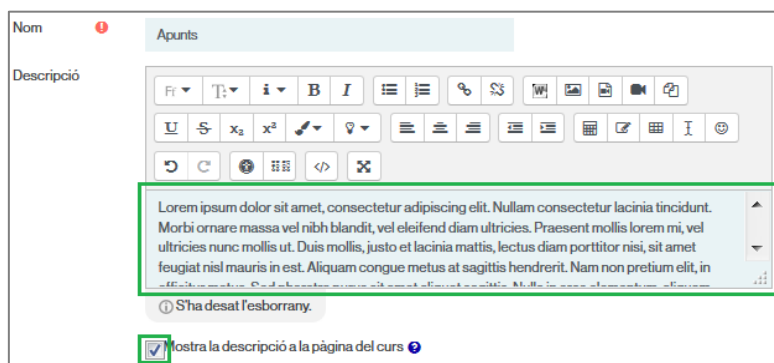 Nom
Apunts
Descripció
Lorem ipsum dolor sit amet, consectetur adipiscing elit. Nullam consectetur lacinia tincidunt.
Morbi ornare massa vel nibh blandit, vel eleifend diam ultricies. Praesent mollis lorem mi, vel
ultricies nunc mollis ut. Duis mollis, justo et lacinia mattis, lectus diam porttitor nisi, sit amet
feugiat nisl mauris in est. Aliquam congue metus at sagittis hendrerit. Nam non pretium elit, in
S'ha desat l'esborrany.
Mostra la descripció a la pàgina del curs